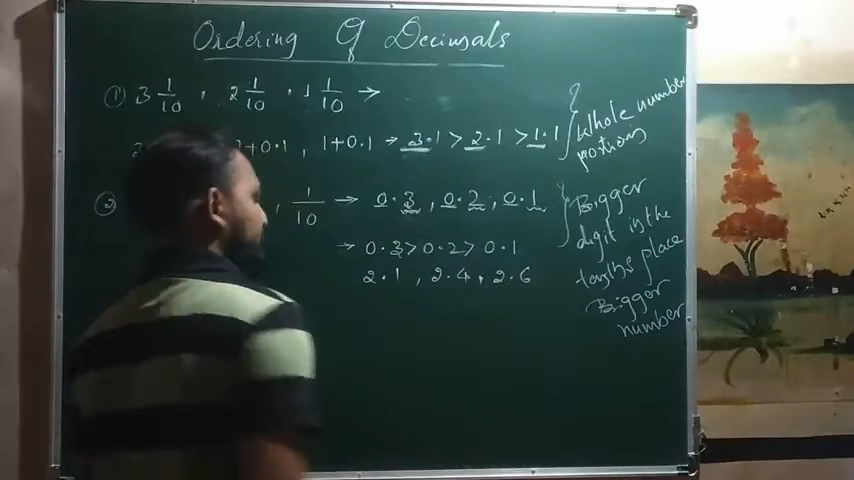 Ordering Of Decimals
① 3 1/10 , 2 1/10 , 1 1/10 →
+0.1 , 1+0.1 → 3.1 > 2.1 > 1.1
Whole number
portions
② , 1/10 → 0.3 , 0.2 , 0.1
→ 0.3 > 0.2 > 0.1
2.1 , 2.4 , 2.6
Bigger
digit in the
tenths place
Bigger
number